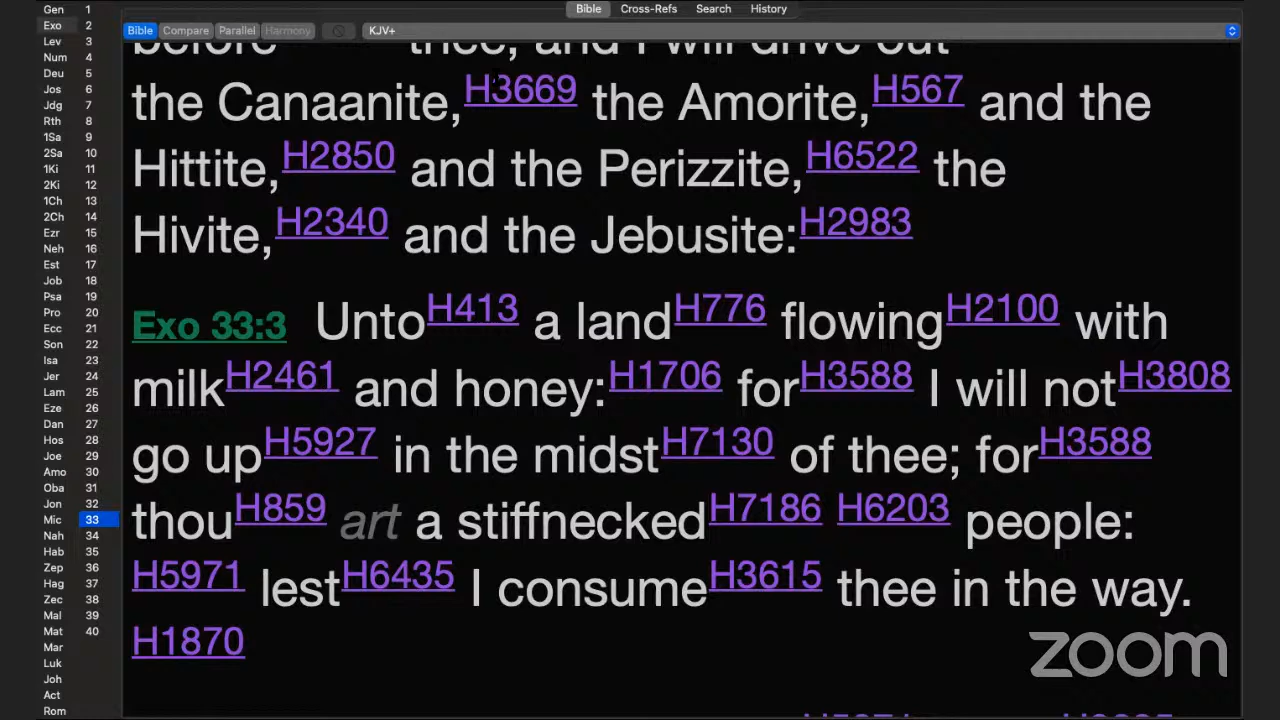 Bible Cross-Refs Search History
Bible Compare Parallel Harmony KJV+
Gen 1
Exo 2
Lev 3
Num 4
Deu 5
Jos 6
Jdg 7
Rth 8
1Sa 9
2Sa 10
1Ki 11
2Ki 12
1Ch 13
2Ch 14
Ezr 15
Neh 16
Est 17
Job 18
Psa 19
Pro 20
Ecc 21
Son 22
Isa 23
Jer 24
Lam 25
Eze 26
Dan 27
Hos 28
Joe 29
Amo 30
Oba 31
Jon 32
Mic 33
Nah 34
Hab 35
Zep 36
Hag 37
Zec 38
Mal 39
Mat 40
Mar
Luk
Joh
Act
Rom
before thee, and I will drive out
the Canaanite,H3669 the Amorite,H567 and the
Hittite,H2850 and the Perizzite,H6522 the
Hivite,H2340 and the Jebusite:H2983
Exo 33:3 UntoH413 a landH776 flowingH2100 with
milkH2461 and honey:H1706 forH3588 I will notH3808
go upH5927 in the midstH7130 of thee; forH3588
thouH859 art a stiffneckedH7186 H6203 people:
H5971 lestH6435 I consumeH3615 thee in the way.
H1870
zoom